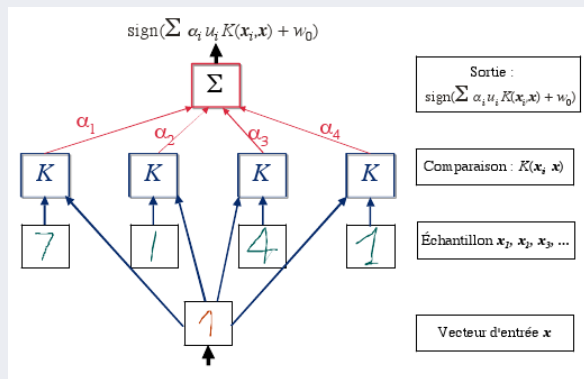 sign(∑ αᵢ uᵢ K(xᵢ,x) + w₀)
Σ
α₁ α₂ α₃ α₄
K K K K
7 1 4 1
1
Sortie :
sign(∑ αᵢ uᵢ K(xᵢ,x) + w₀)
Comparaison : K(xᵢ, x)
Échantillon x₁, x₁, x₃, ...
Vecteur d'entrée x